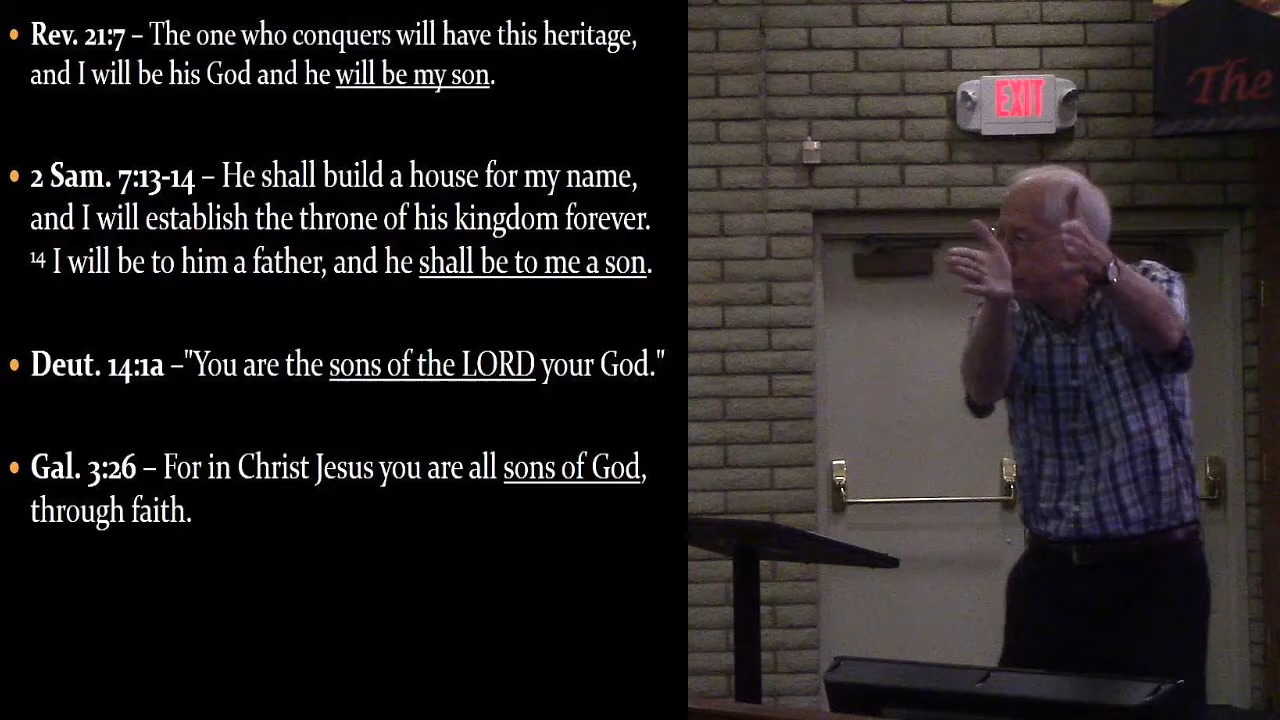 • Rev. 21:7 – The one who conquers will have this heritage,
and I will be his God and he will be my son.
• 2 Sam. 7:13-14 – He shall build a house for my name,
and I will establish the throne of his kingdom forever.
14 I will be to him a father, and he shall be to me a son.
• Deut. 14:1a –"You are the sons of the LORD your God."
• Gal. 3:26 – For in Christ Jesus you are all sons of God,
through faith.
EXIT
The